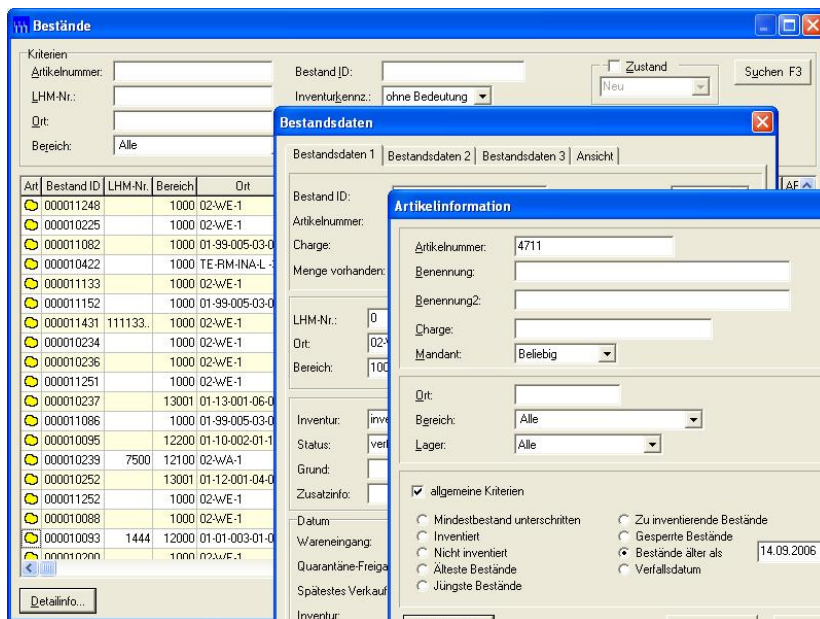 Bestände
Kriterien
Artikelnummer:
Bestand ID:
Zustand
Suchen F3
LHM-Nr.:
Inventurkennz.: ohne Bedeutung
Neu
Ort:
Bereich: Alle
Art Bestand ID LHM-Nr. Bereich Ort
000011248 1000 02-WE-1
000010225 1000 02-WE-1
000011082 1000 01-99-005-03-0
000010422 1000 TE-RM-INA-L
000011133 1000 02-WE-1
000011152 1000 01-99-005-03-0
000011431 111133.. 1000 02-WE-1
000010234 1000 02-WE-1
000010236 1000 02-WE-1
000011251 1000 02-WE-1
000010237 13001 01-13-001-06-0
000011086 1000 01-99-005-03-0
000010095 12200 01-10-002-01-1
000010239 7500 12100 02-WA-1
000010252 13001 01-12-001-04-0
000011252 1000 02-WE-1
000010088 1000 02-WE-1
000010093 1444 12000 01-01-003-01-0
000010200 1000 02-WE-1
Detailinfo...
Bestandsdaten
Bestandsdaten 1 Bestandsdaten 2 Bestandsdaten 3 Ansicht
Bestand ID:
Artikelnummer:
Charge:
Menge vorhanden:
LHM-Nr.: 0
Ort:
Bereich:
Inventur:
Status:
Grund:
Zusatzinfo:
Datum
Wareneingang:
Quarantäne-Freiga
Spätestes Verkauf
Inventur:
Artikelinformation
Artikelnummer: 4711
Benennung:
Benennung2:
Charge:
Mandant: Beliebig
Ort:
Bereich: Alle
Lager: Alle
allgemeine Kriterien
Mindestbestand unterschritten
Zu inventierende Bestände
Inventiert
Gesperrte Bestände
Nicht inventiert
Bestände älter als 14.09.2006
Älteste Bestände
Verfallsdatum
Jüngste Bestände